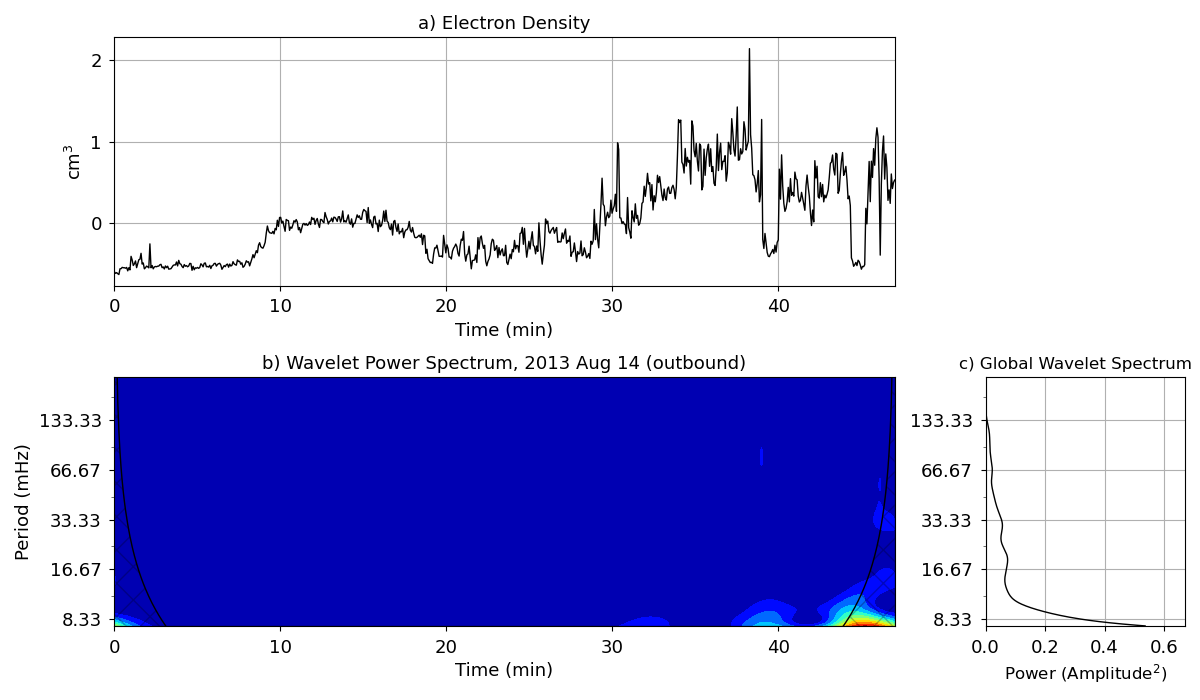 a) Electron Density
2
1
0
cm³
0 10 20 30 40
Time (min)
b) Wavelet Power Spectrum, 2013 Aug 14 (outbound)
133.33
66.67
33.33
16.67
8.33
Period (mHz)
0 10 20 30 40
Time (min)
c) Global Wavelet Spectrum
133.33
66.67
33.33
16.67
8.33
0.0 0.2 0.4 0.6
Power (Amplitude²)